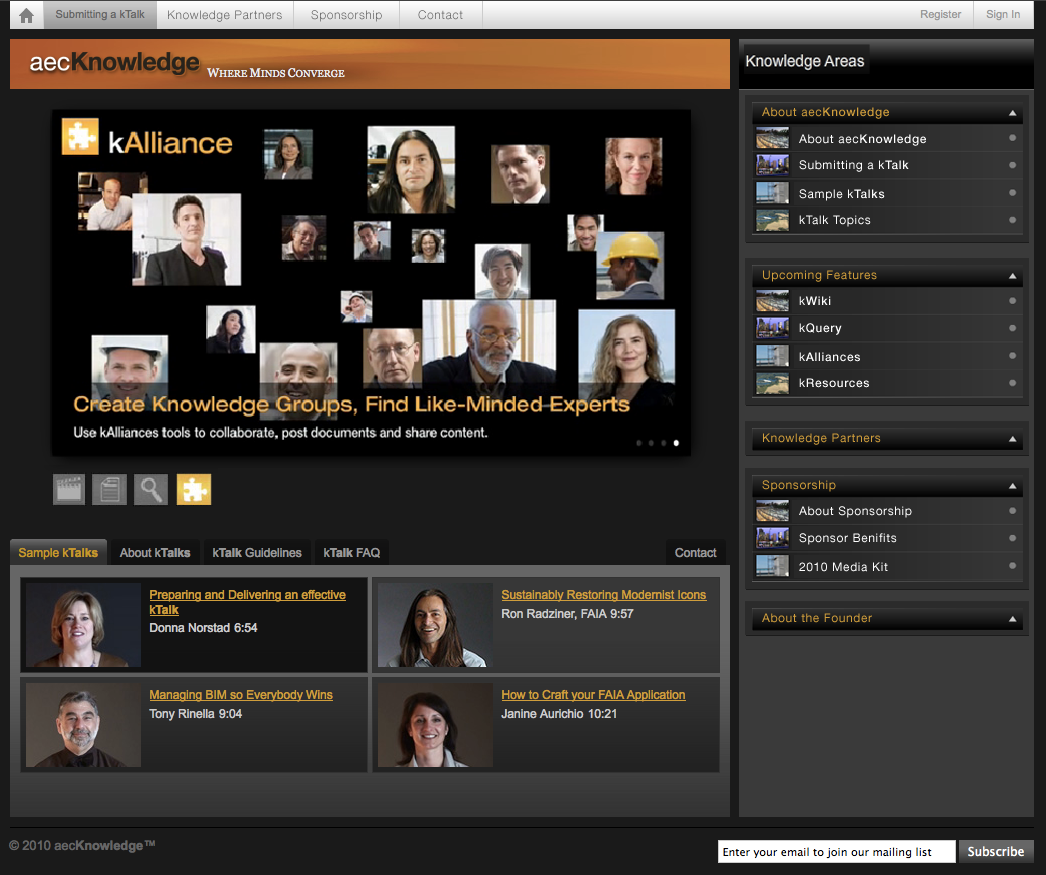 Submitting a kTalk
Knowledge Partners
Sponsorship
Contact
Register
Sign In
aecKnowledge WHERE MINDS CONVERGE
kAlliance
Create Knowledge Groups, Find Like-Minded Experts
Use kAlliances tools to collaborate, post documents and share content.
Sample kTalks
About kTalks
kTalk Guidelines
kTalk FAQ
Contact
Preparing and Delivering an effective
kTalk
Donna Norstad 6:54
Sustainably Restoring Modernist Icons
Ron Radziner, FAIA 9:57
Managing BIM so Everybody Wins
Tony Rinella 9:04
How to Craft your FAIA Application
Janine Aurichio 10:21
Knowledge Areas
About aecKnowledge
About aecKnowledge
Submitting a kTalk
Sample kTalks
kTalk Topics
Upcoming Features
kWiki
kQuery
kAlliances
kResources
Knowledge Partners
Sponsorship
About Sponsorship
Sponsor Benifits
2010 Media Kit
About the Founder
© 2010 aecKnowledge™
Enter your email to join our mailing list
Subscribe